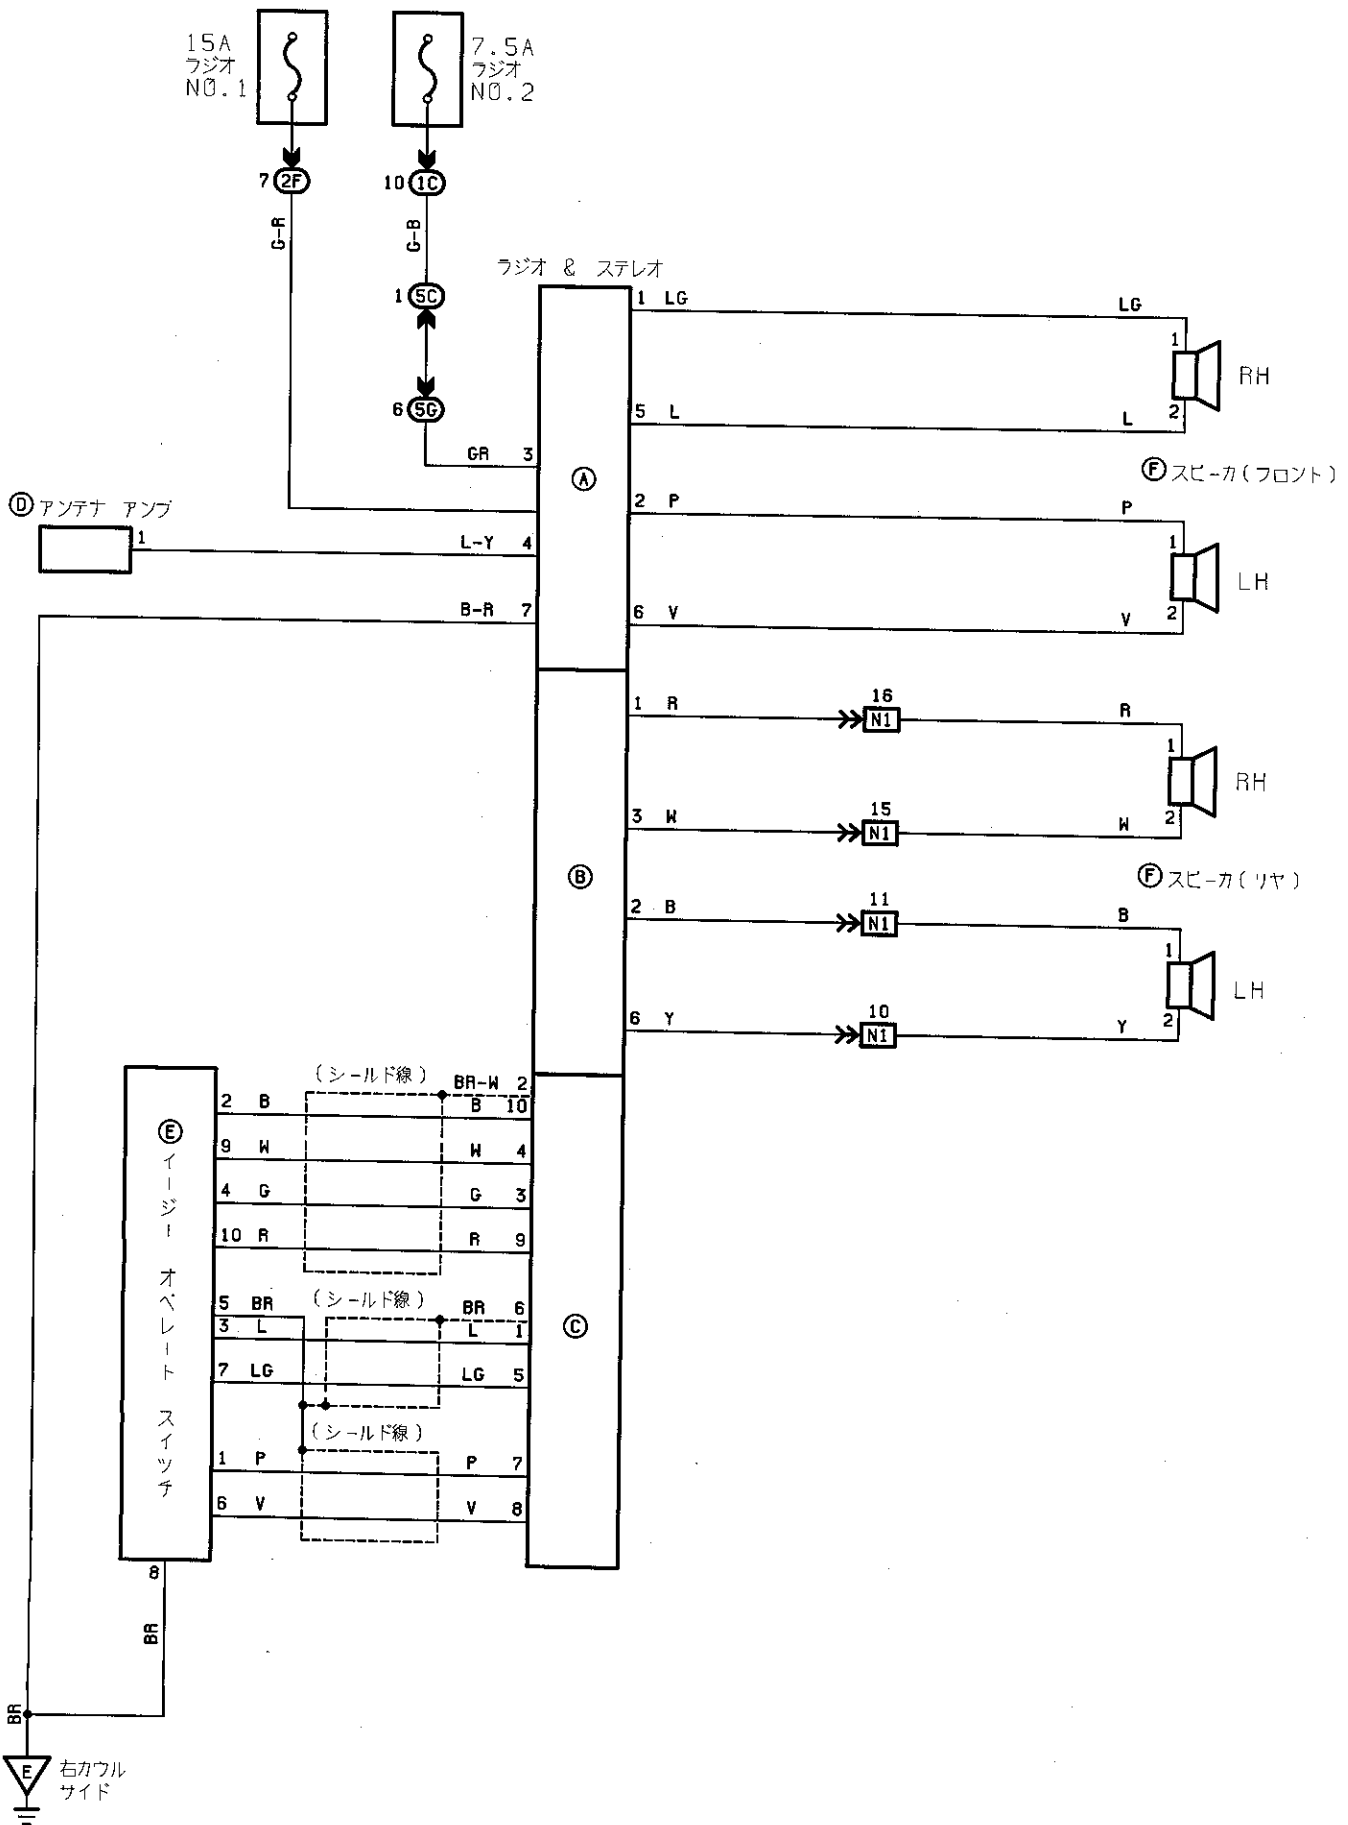 15A
ラジオ
NO.1
7.5A
ラジオ
NO.2
7 2F
10 1C
G-R
G-B
1 5C
6 5G
GR 3
ラジオ & ステレオ
1 LG
LG
1
2
RH
5 L
L
Ⓐ
Ⓕ スピーカ(フロント)
2 P
P
1
2
LH
6 V
V
Ⓓ アンテナ アンプ
1
L-Y 4
B-R 7
Ⓑ
1 R
16
N1
R
1
2
RH
3 W
15
N1
W
Ⓕ スピーカ(リヤ)
2 B
11
N1
B
1
2
LH
6 Y
10
N1
Y
Ⓔ イージー オペレート スイッチ
(シールド線)
BR-W 2
2 B
B 10
9 W
W 4
4 G
G 3
10 R
R 9
(シールド線)
5 BR
BR 6
3 L
L 1
7 LG
LG 5
Ⓒ
(シールド線)
1 P
P 7
6 V
V 8
8
BR
BR
E
右カウル
サイド